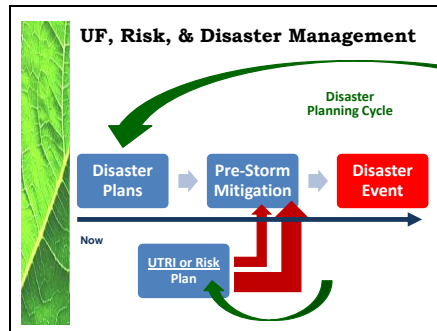 UF, Risk, & Disaster Management
Disaster
Planning Cycle
Disaster
Plans
Pre-Storm
Mitigation
Disaster
Event
Now
UTRI or Risk
Plan